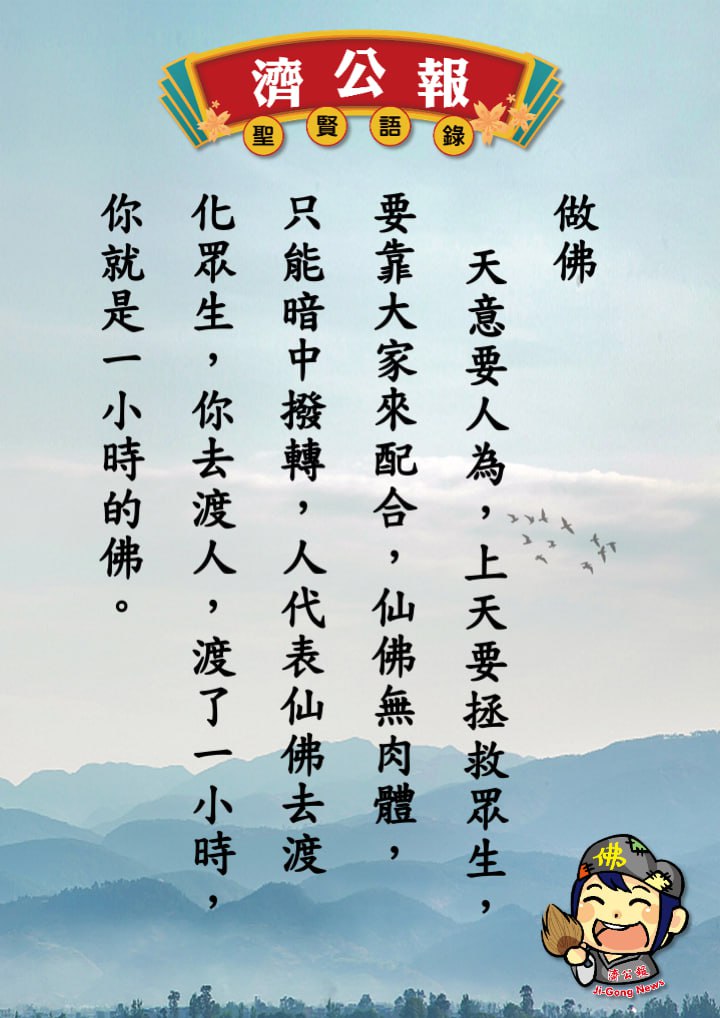 濟公報
聖賢語錄
做佛
天意要人為，上天要拯救眾生，
要靠大家來配合，仙佛無肉體，
只能暗中撥轉，人代表仙佛去渡
化眾生，你去渡人，渡了一小時，
你就是一小時的佛。
佛
濟公報
Ji-Gong News